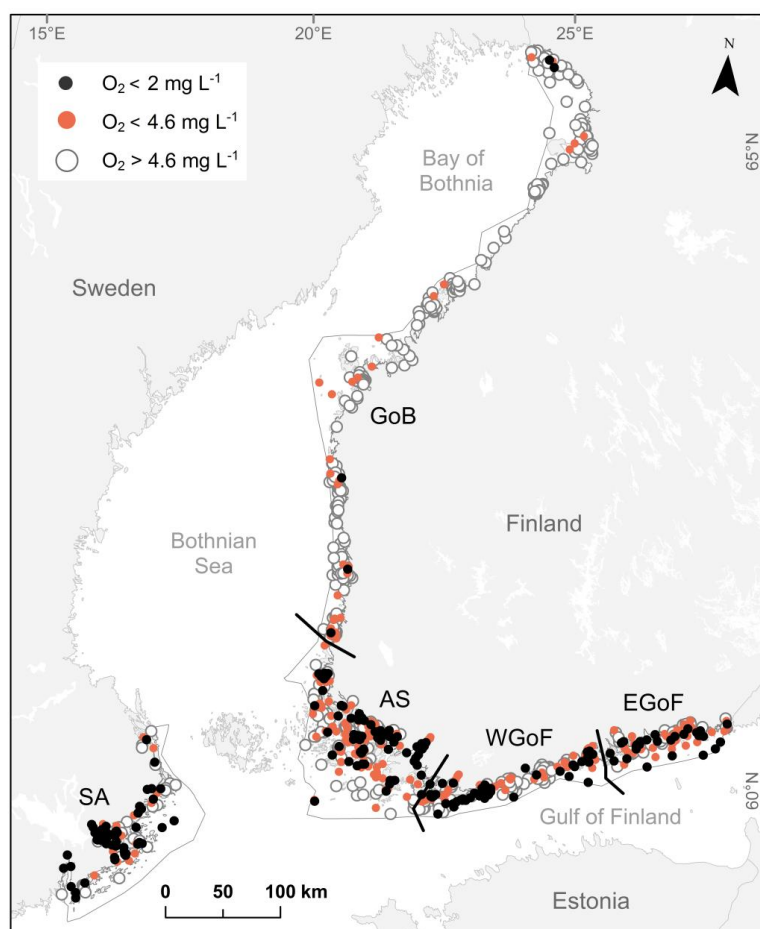 15°E
20°E
25°E
N
O₂ < 2 mg L⁻¹
O₂ < 4.6 mg L⁻¹
O₂ > 4.6 mg L⁻¹
Bay of
Bothnia
65°N
Sweden
GoB
Finland
Bothnian
Sea
AS
WGoF
EGoF
SA
60°N
Gulf of Finland
0 50 100 km
Estonia